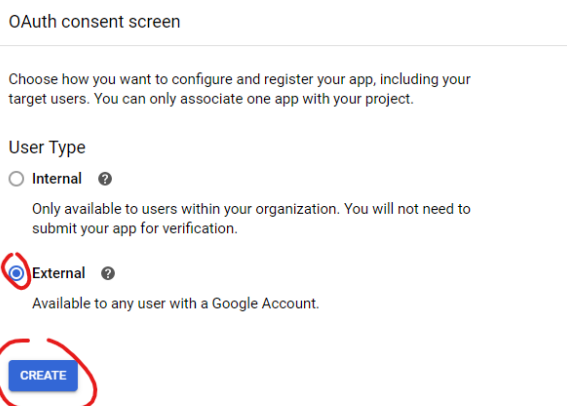 OAuth consent screen
Choose how you want to configure and register your app, including your
target users. You can only associate one app with your project.
User Type
Internal
Only available to users within your organization. You will not need to
submit your app for verification.
External
Available to any user with a Google Account.
CREATE